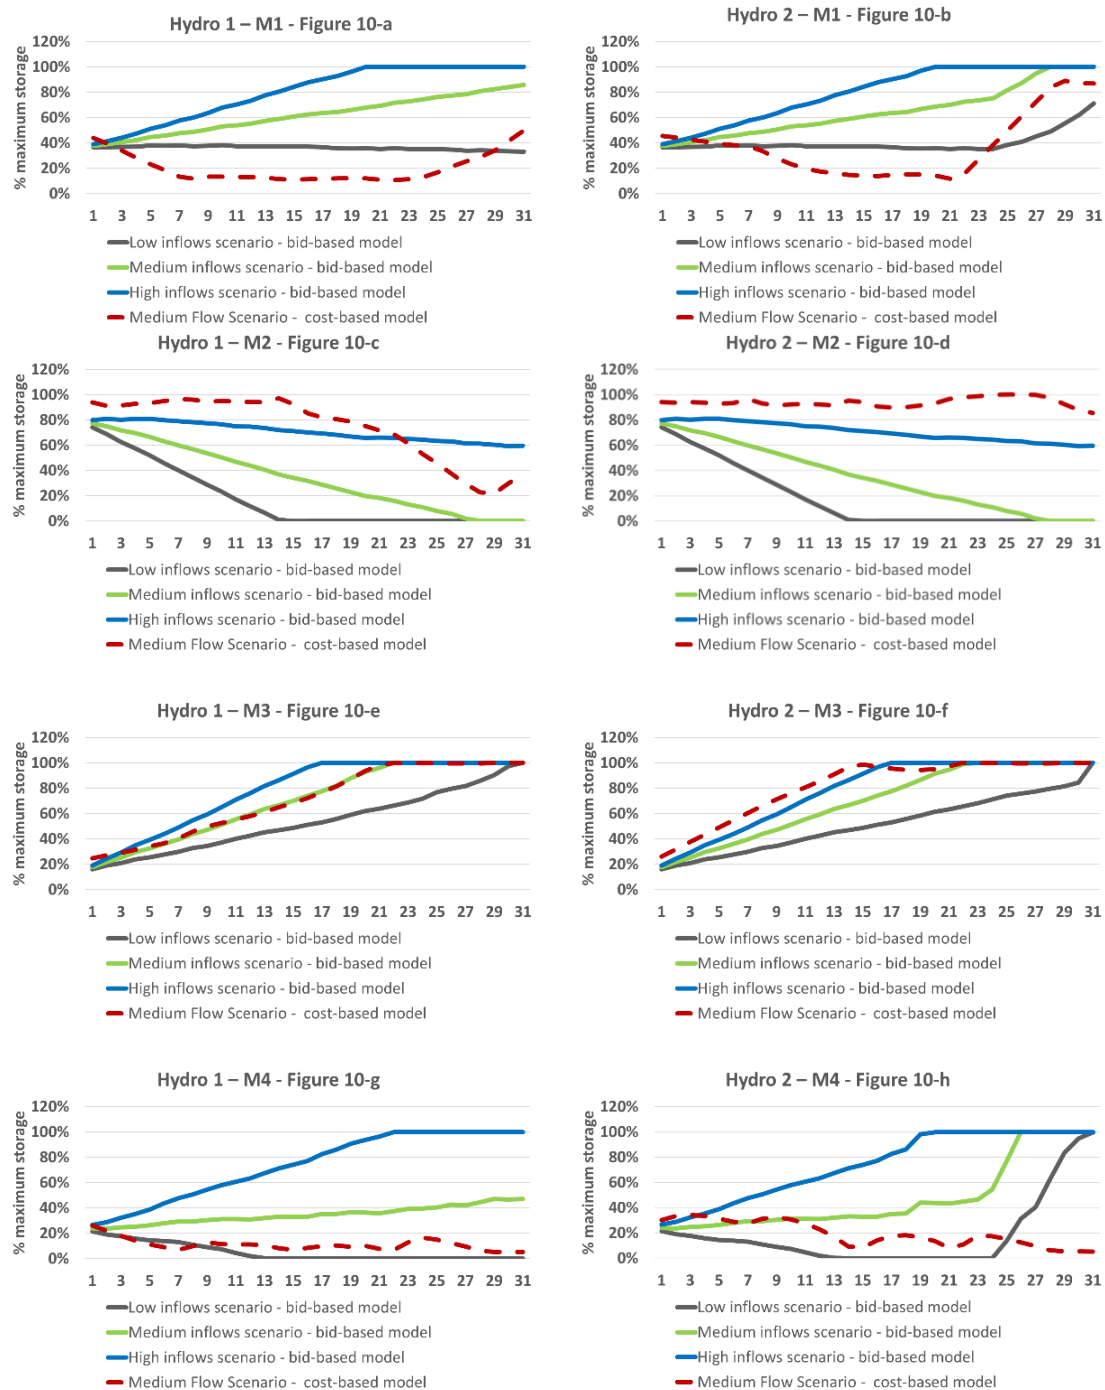 Hydro 1 – M1 - Figure 10-a
% maximum storage
120%
100%
80%
60%
40%
20%
0%
1 3 5 7 9 11 13 15 17 19 21 23 25 27 29 31
Low inflows scenario - bid-based model
Medium inflows scenario - bid-based model
High inflows scenario - bid-based model
Medium Flow Scenario - cost-based model
Hydro 2 – M1 - Figure 10-b
% maximum storage
120%
100%
80%
60%
40%
20%
0%
1 3 5 7 9 11 13 15 17 19 21 23 25 27 29 31
Low inflows scenario - bid-based model
Medium inflows scenario - bid-based model
High inflows scenario - bid-based model
Medium Flow Scenario - cost-based model
Hydro 1 – M2 - Figure 10-c
% maximum storage
120%
100%
80%
60%
40%
20%
0%
1 3 5 7 9 11 13 15 17 19 21 23 25 27 29 31
Low inflows scenario - bid-based model
Medium inflows scenario - bid-based model
High inflows scenario - bid-based model
Medium Flow Scenario - cost-based model
Hydro 2 – M2 - Figure 10-d
% maximum storage
120%
100%
80%
60%
40%
20%
0%
1 3 5 7 9 11 13 15 17 19 21 23 25 27 29 31
Low inflows scenario - bid-based model
Medium inflows scenario - bid-based model
High inflows scenario - bid-based model
Medium Flow Scenario - cost-based model
Hydro 1 – M3 - Figure 10-e
% maximum storage
120%
100%
80%
60%
40%
20%
0%
1 3 5 7 9 11 13 15 17 19 21 23 25 27 29 31
Low inflows scenario - bid-based model
Medium inflows scenario - bid-based model
High inflows scenario - bid-based model
Medium Flow Scenario - cost-based model
Hydro 2 – M3 - Figure 10-f
% maximum storage
120%
100%
80%
60%
40%
20%
0%
1 3 5 7 9 11 13 15 17 19 21 23 25 27 29 31
Low inflows scenario - bid-based model
Medium inflows scenario - bid-based model
High inflows scenario - bid-based model
Medium Flow Scenario - cost-based model
Hydro 1 – M4 - Figure 10-g
% maximum storage
120%
100%
80%
60%
40%
20%
0%
1 3 5 7 9 11 13 15 17 19 21 23 25 27 29 31
Low inflows scenario - bid-based model
Medium inflows scenario - bid-based model
High inflows scenario - bid-based model
Medium Flow Scenario - cost-based model
Hydro 2 – M4 - Figure 10-h
% maximum storage
120%
100%
80%
60%
40%
20%
0%
1 3 5 7 9 11 13 15 17 19 21 23 25 27 29 31
Low inflows scenario - bid-based model
Medium inflows scenario - bid-based model
High inflows scenario - bid-based model
Medium Flow Scenario - cost-based model